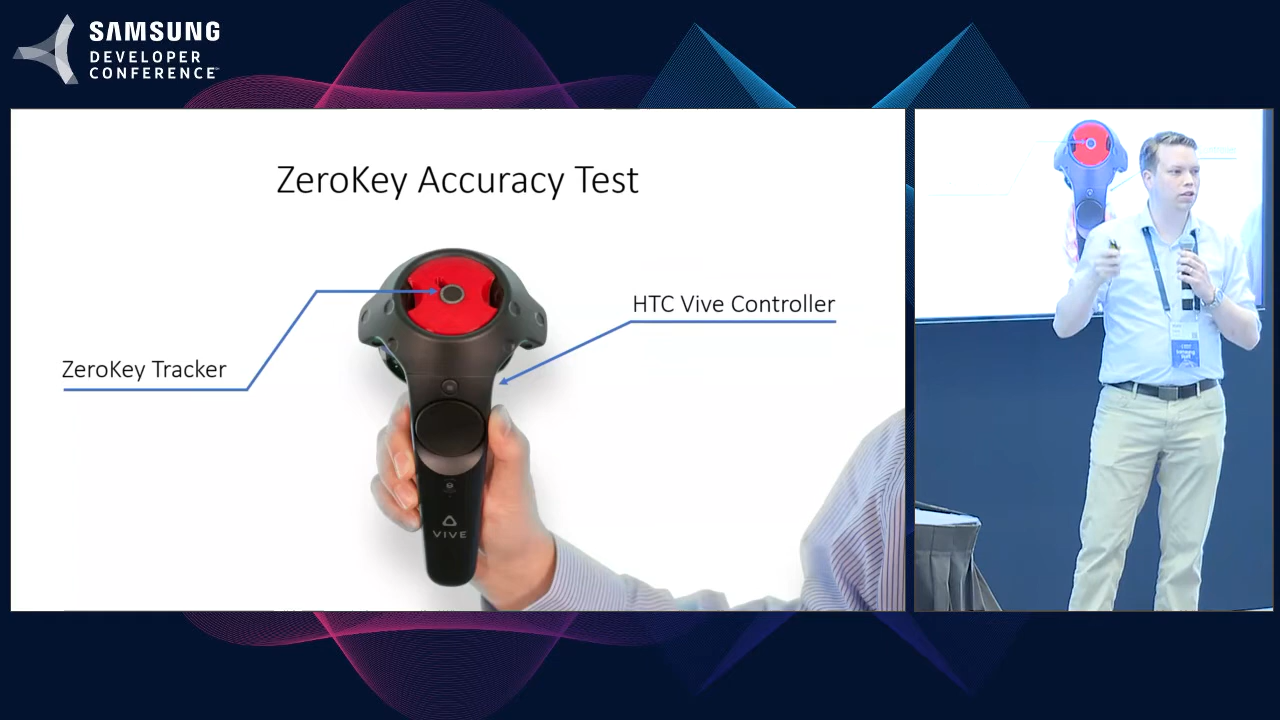 SAMSUNG
DEVELOPER
CONFERENCE
ZeroKey Accuracy Test
HTC Vive Controller
ZeroKey Tracker
VIVE